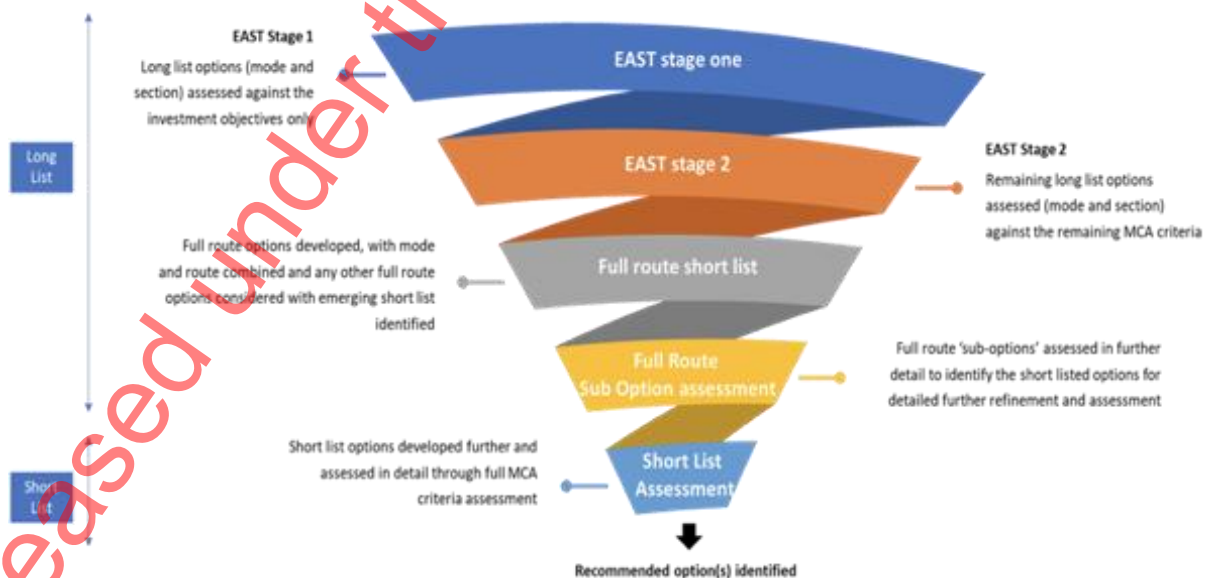 EAST Stage 1
Long list options (mode and
section) assessed against the
investment objectives only
EAST stage one
Long
List
EAST stage 2
EAST Stage 2
Remaining long list options
assessed (mode and section)
against the remaining MCA criteria
Full route options developed, with mode
and route combined and any other full route
options considered with emerging short list
identified
Full route short list
Full Route
Sub Option assessment
Full route ‘sub-options’ assessed in further
detail to identify the short listed options for
detailed further refinement and assessment
Short list options developed further and
assessed in detail through full MCA
criteria assessment
Short List
Assessment
Short
List
Recommended option(s) identified
eased under t